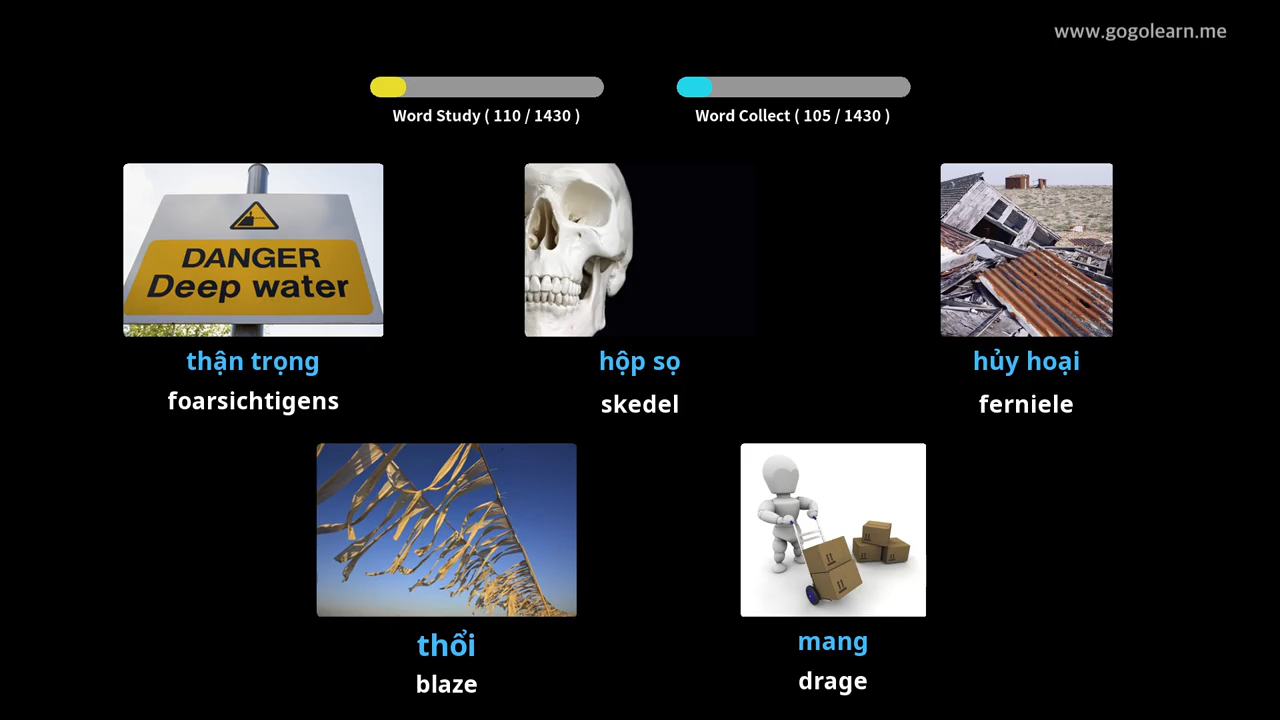 www.gogolearn.me
Word Study ( 110 / 1430 )
Word Collect ( 105 / 1430 )
DANGER
Deep water
thận trọng
foarsichtigens
hộp sọ
skedel
hủy hoại
ferniele
thổi
blaze
mang
drage